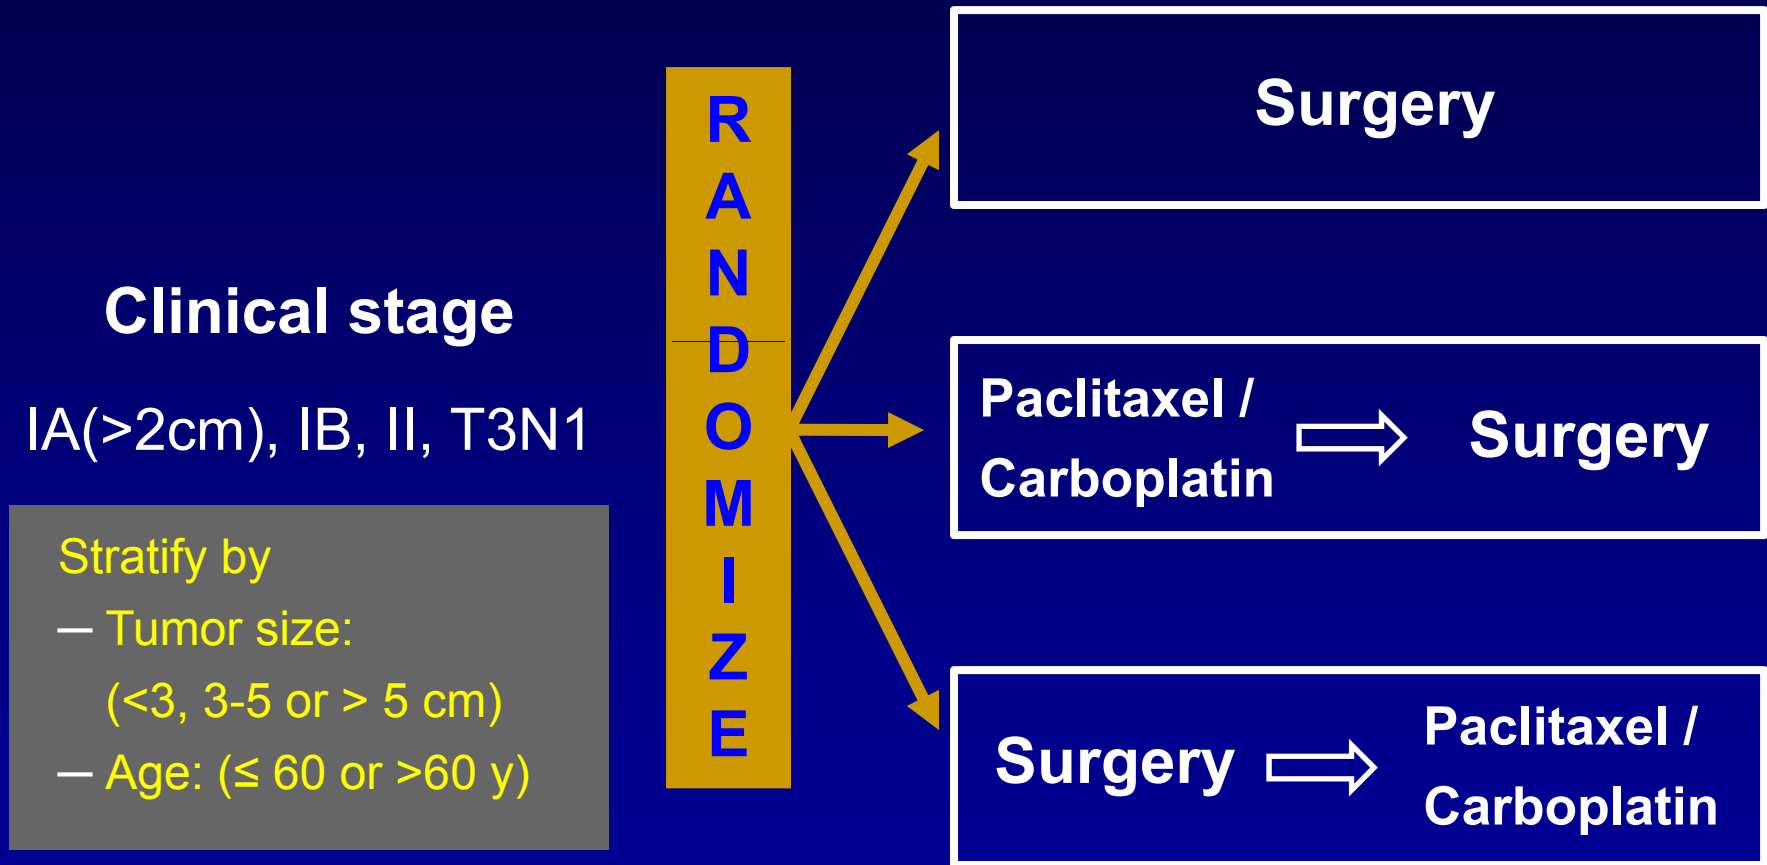 Clinical stage
IA(>2cm), IB, II, T3N1
Stratify by
— Tumor size:
(<3, 3-5 or > 5 cm)
— Age: (≤ 60 or >60 y)
R
A
N
D
O
M
I
Z
E
Surgery
Paclitaxel /
Carboplatin
Surgery
Surgery
Paclitaxel /
Carboplatin